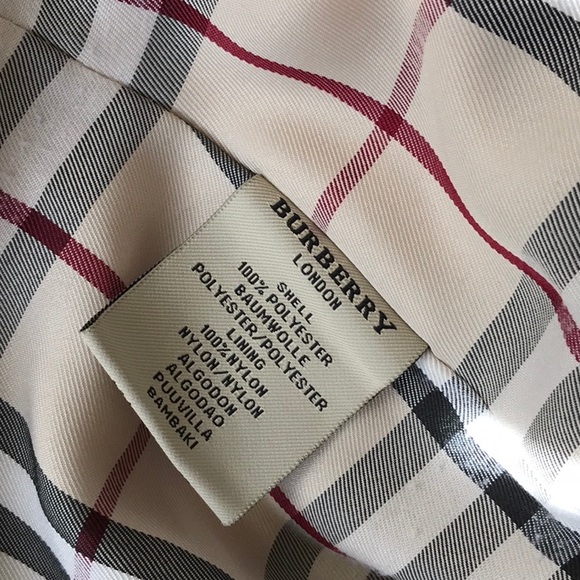 BURBERRY
LONDON
SHELL
100% POLYESTER
BAUMWOLLE
POLYESTER/POLYESTER
LINING
100% NYLON
NYLON/NYLON
ALGODON
ALGODAO
PUUVILLA
BAMBAKI